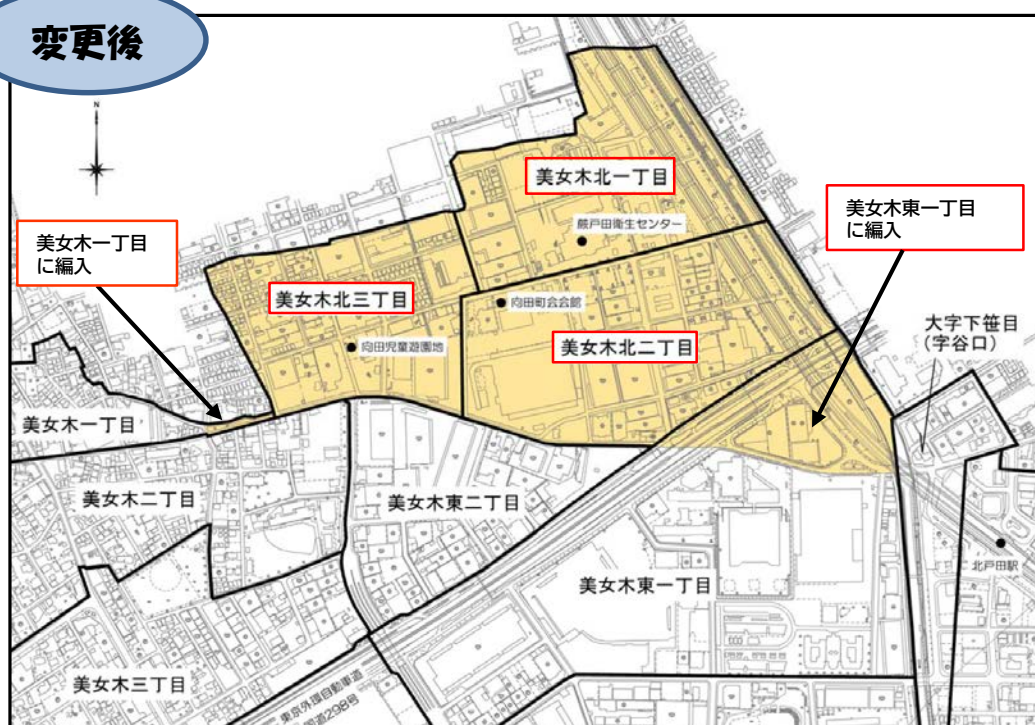 変更後
N
美女木北一丁目
蕨戸田衛生センター
美女木東一丁目
に編入
美女木一丁目
に編入
美女木北三丁目
向田町会会館
向田児童遊園地
美女木北二丁目
大字下笹目
(字谷口)
美女木一丁目
美女木二丁目
美女木東二丁目
北戸田駅
美女木東一丁目
美女木三丁目
東京外環自動車道
国道298号